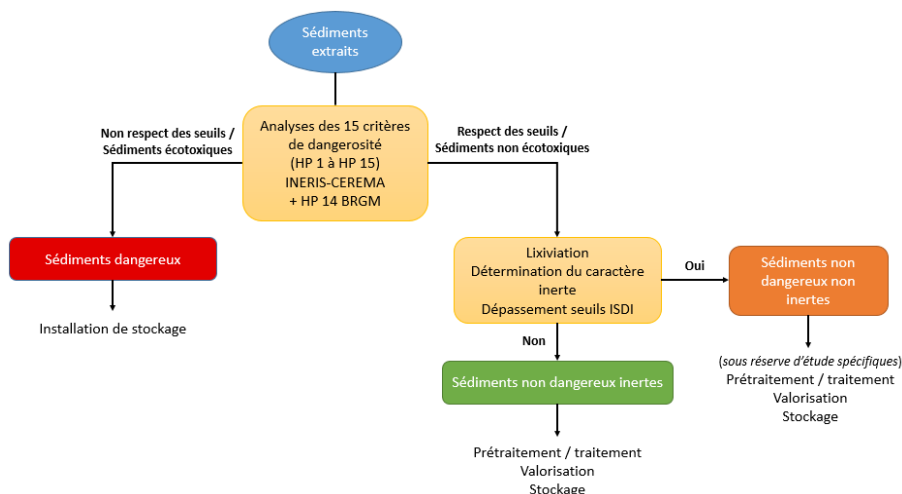 Sédiments
extraits
Non respect des seuils /
Sédiments écotoxiques
Analyses des 15 critères
de dangerosité
(HP 1 à HP 15)
INERIS-CEREMA
+ HP 14 BRGM
Respect des seuils /
Sédiments non écotoxiques
Sédiments dangereux
Installation de stockage
Lixiviation
Détermination du caractère
inerte
Dépassement seuils ISDI
Oui
Sédiments non
dangereux non
inertes
(sous réserve d'étude spécifiques)
Prétraitement / traitement
Valorisation
Stockage
Non
Sédiments non dangereux inertes
Prétraitement / traitement
Valorisation
Stockage